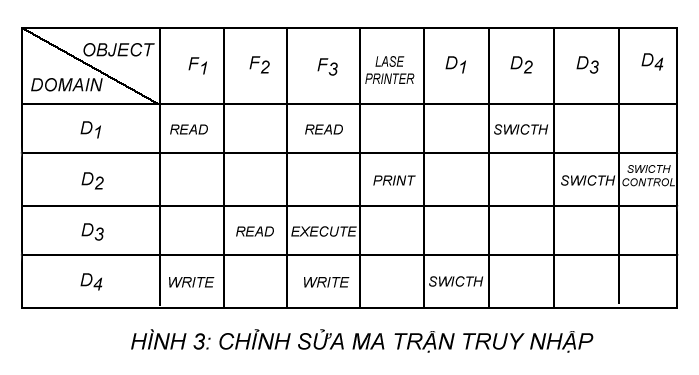 OBJECT
DOMAIN
F1 F2 F3 LASE PRINTER D1 D2 D3 D4
D1 READ READ SWICTH
D2 PRINT SWICTH SWICTH CONTROL
D3 READ EXECUTE
D4 WRITE WRITE SWICTH
HÌNH 3: CHỈNH SỬA MA TRẬN TRUY NHẬP